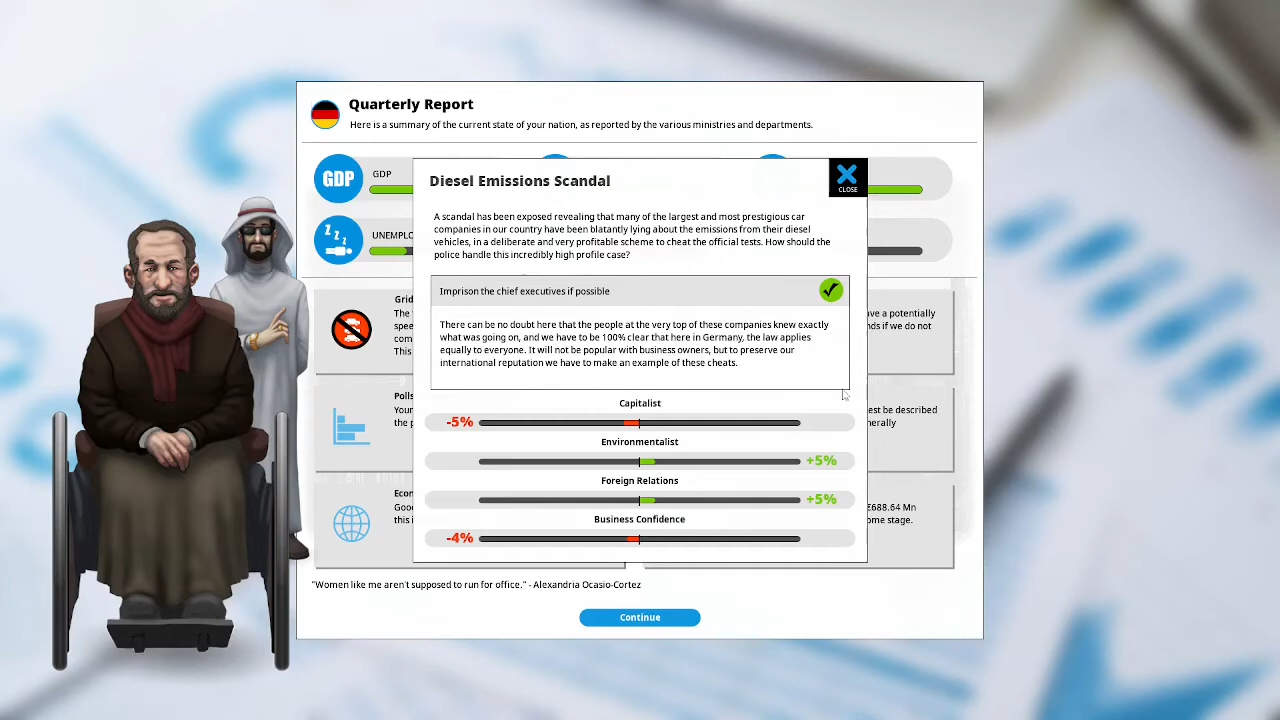 Quarterly Report
Here is a summary of the current state of your nation, as reported by the various ministries and departments.
GDP
GDP
UNEMPLO
Diesel Emissions Scandal
CLOSE
A scandal has been exposed revealing that many of the largest and most prestigious car
companies in our country have been blatantly lying about the emissions from their diesel
vehicles, in a deliberate and very profitable scheme to cheat the official tests. How should the
police handle this incredibly high profile case?
Imprison the chief executives if possible
There can be no doubt here that the people at the very top of these companies knew exactly
what was going on, and we have to be 100% clear that here in Germany, the law applies
equally to everyone. It will not be popular with business owners, but to preserve our
international reputation we have to make an example of these cheats.
Capitalist
-5%
Environmentalist
+5%
Foreign Relations
+5%
Business Confidence
-4%
Grid
The
spee
com
This
ave a potentially
nds if we do not
Polls
Your
the p
est be described
nerally
Econ
Good
this i
£688.64 Mn
ome stage.
"Women like me aren't supposed to run for office." - Alexandria Ocasio-Cortez
Continue